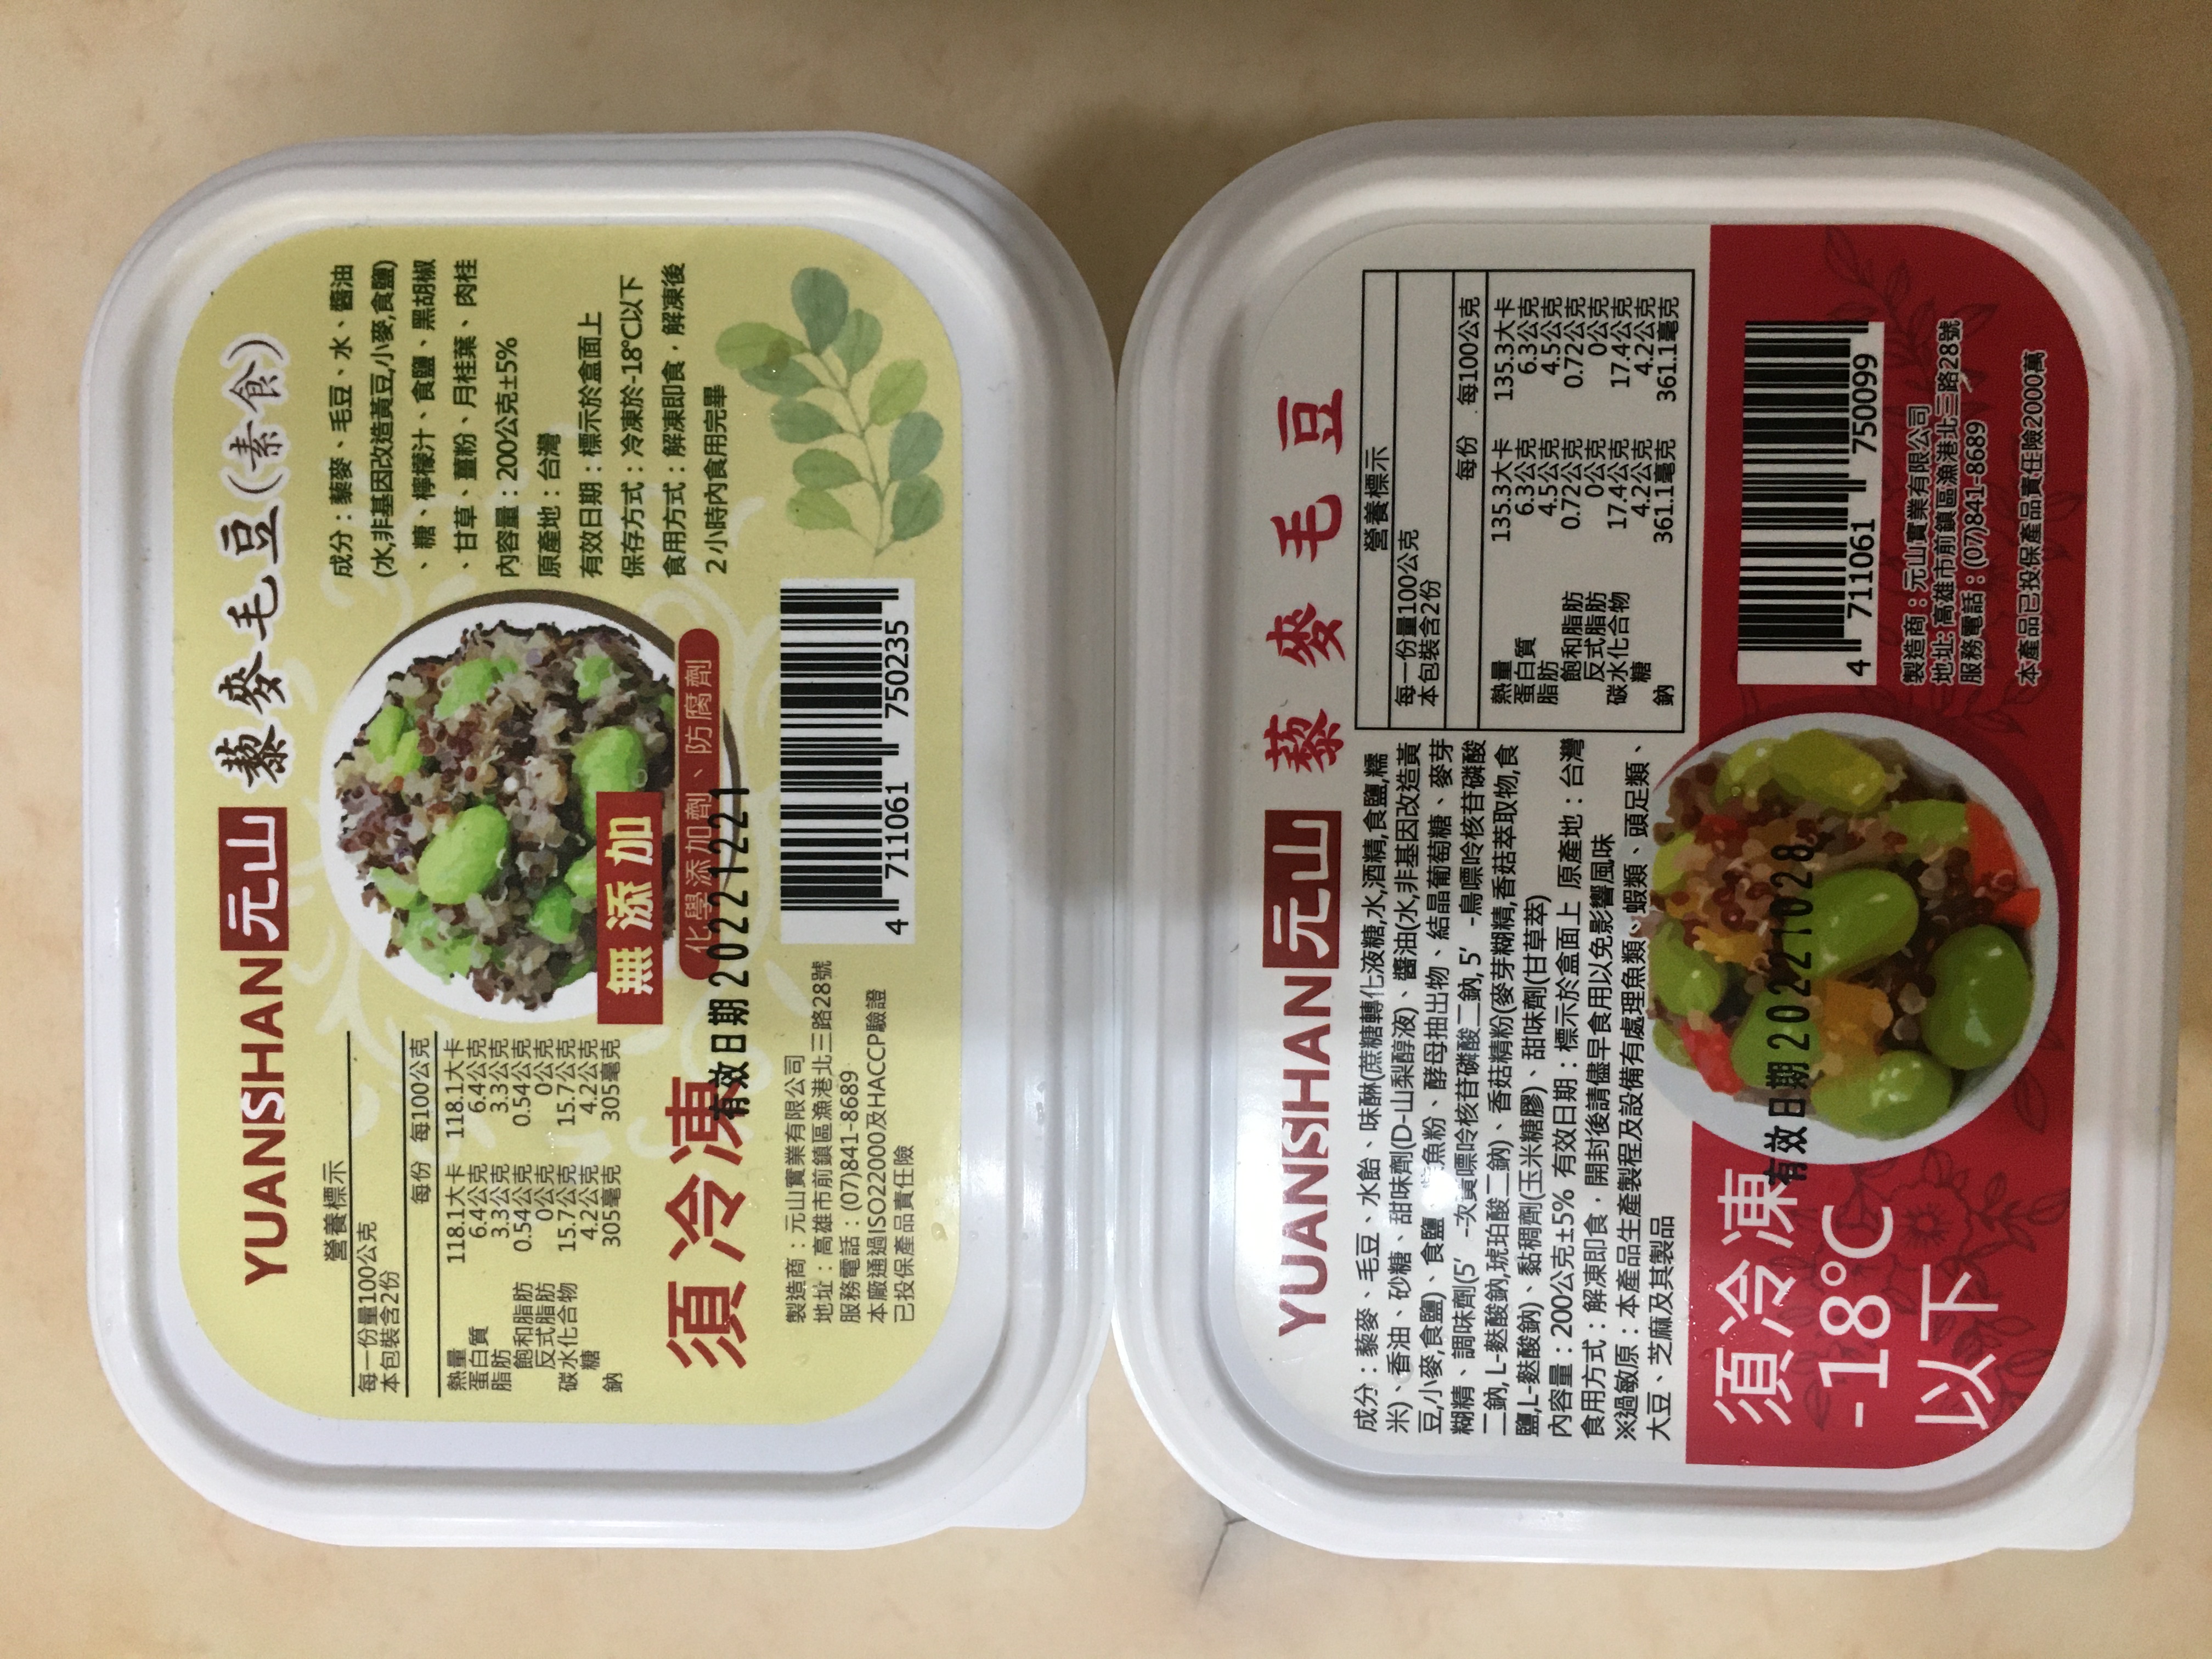 YUANSHAN元山 藜麥毛豆(素食)
營養標示
每一份量100公克
本包裝含2份
每份 每100公克
熱量 118.1大卡 118.1大卡
蛋白質 6.4公克 6.4公克
脂肪 3.3公克 3.3公克
飽和脂肪 0.54公克 0.54公克
反式脂肪 0公克 0公克
碳水化合物 15.7公克 15.7公克
糖 4.2公克 4.2公克
鈉 305毫克 305毫克
須冷凍
無添加
化學添加劑、防腐劑
有效日期20221221
成分：藜麥、毛豆、水、醬油
(水,非基因改造黃豆,小麥,食鹽)
、糖、檸檬汁、食鹽、黑胡椒
、甘草、薑粉、月桂葉、肉桂
內容量：200公克±5%
原產地：台灣
有效日期：標示於盒面上
保存方式：冷凍於-18℃以下
食用方式：解凍即食，解凍後
2小時內食用完畢
製造商：元山實業有限公司
地址：高雄市前鎮區漁港北三路28號
服務電話：(07)841-8689
本廠通過ISO22000及HACCP驗證
已投保產品責任險
4 711061 750235
YUANSHAN元山 藜麥毛豆
成分：藜麥、毛豆、水飴、味醂(蔗糖轉化液糖,水,酒精,食鹽,糯
米)、香油、砂糖、甜味劑(D-山梨醇液)、醬油(水,非基因改造黃
豆,小麥,食鹽)、食鹽、魚粉、酵母抽出物、結晶葡萄糖、麥芽
糊精、調味劑(5′-次黃嘌呤核苷磷酸二鈉,5′-鳥嘌呤核苷磷酸
二鈉,L-麩酸鈉,琥珀酸二鈉)、香菇精粉(麥芽糊精,香菇萃取物,食
鹽,L-麩酸鈉)、黏稠劑(玉米糖膠)、甜味劑(甘草萃)
內容量：200公克±5% 有效日期：標示於盒面上 原產地：台灣
食用方式：解凍即食，開封後請儘早食用以免影響風味
※過敏原：本產品生產製程及設備有處理魚類、蝦類、頭足類、
大豆、芝麻及其製品
營養標示
每一份量100公克
本包裝含2份
每份 每100公克
熱量 135.3大卡 135.3大卡
蛋白質 6.3公克 6.3公克
脂肪 4.5公克 4.5公克
飽和脂肪 0.72公克 0.72公克
反式脂肪 0公克 0公克
碳水化合物 17.4公克 17.4公克
糖 4.2公克 4.2公克
鈉 361.1毫克 361.1毫克
須冷凍
-18°C
以下
有效日期20221028
4 711061 750099
製造商：元山實業有限公司
地址:高雄市前鎮區漁港北三路28號
服務電話：(07)841-8689
本產品已投保產品責任險2000萬